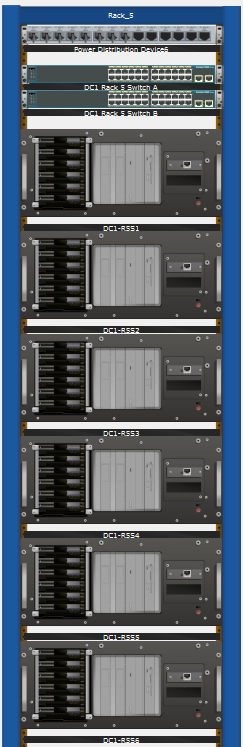 Rack_5
Power Distribution Device6
DC1 Rack 5 Switch A
DC1 Rack 5 Switch B
DC1-R5S1
DC1-R5S2
DC1-R5S3
DC1-R5S4
DC1-R5S5
DC1-R5S6